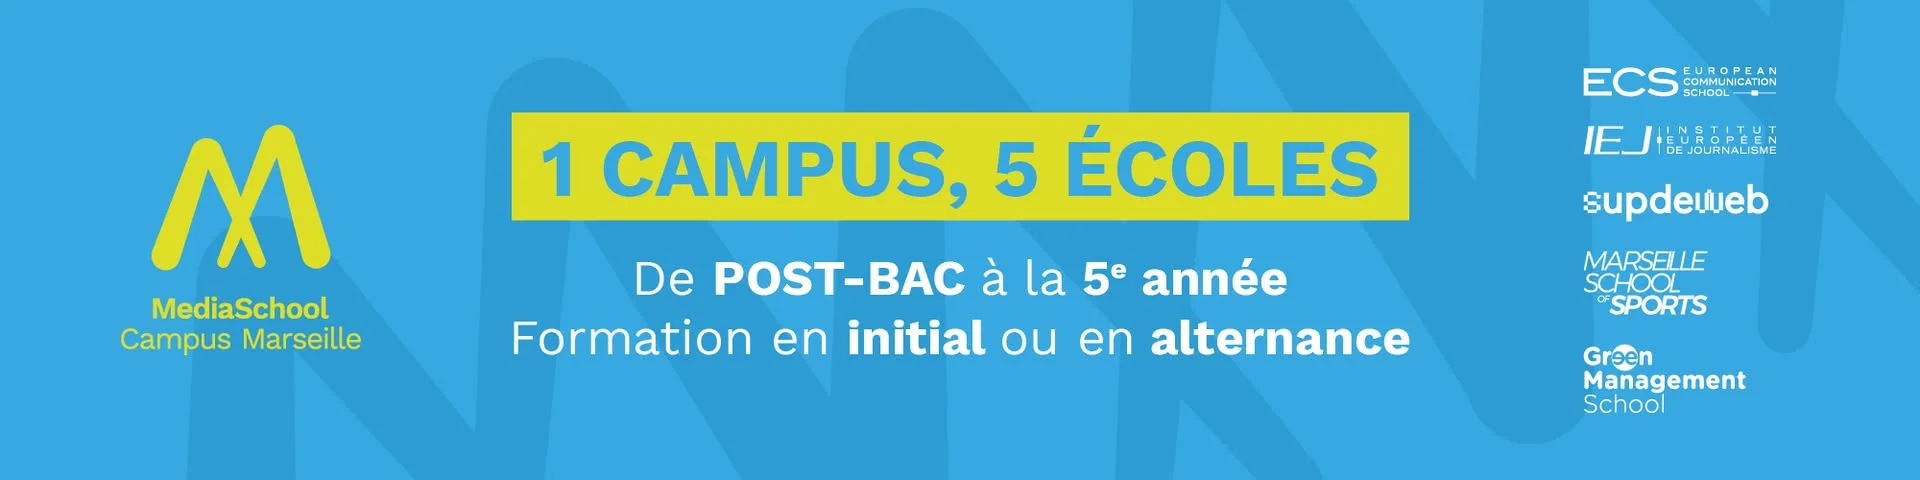 MediaSchool
Campus Marseille
1 CAMPUS, 5 ÉCOLES
De POST-BAC à la 5e année
Formation en initial ou en alternance
ECS EUROPEAN
COMMUNICATION
SCHOOL
IEJ INSTITUT
EUROPÉEN
DE JOURNALISME
supdeweb
MARSEILLE
SCHOOL
OF SPORTS
Green
Management
School